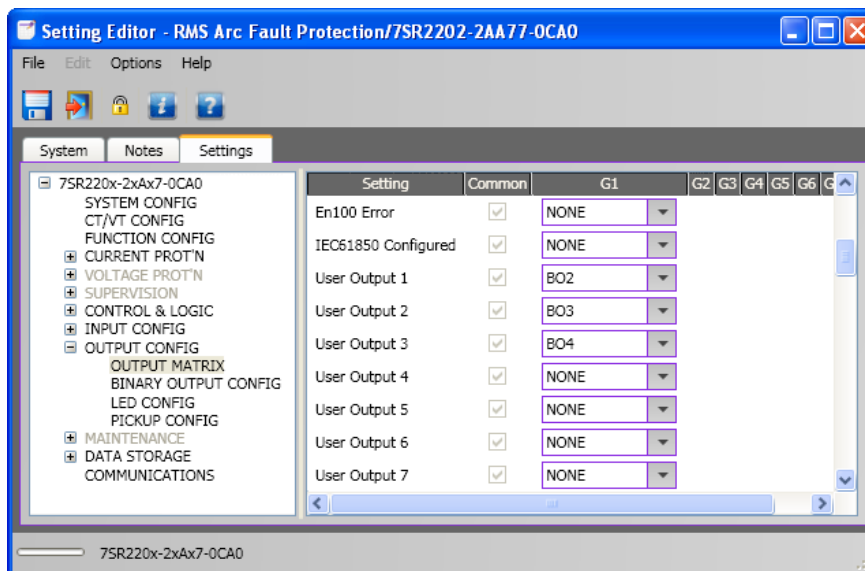 Setting Editor - RMS Arc Fault Protection/7SR2202-2AA77-0CA0
File Edit Options Help
System Notes Settings
7SR220x-2xAx7-0CA0
SYSTEM CONFIG
CT/VT CONFIG
FUNCTION CONFIG
CURRENT PROT'N
VOLTAGE PROT'N
SUPERVISION
CONTROL & LOGIC
INPUT CONFIG
OUTPUT CONFIG
OUTPUT MATRIX
BINARY OUTPUT CONFIG
LED CONFIG
PICKUP CONFIG
MAINTENANCE
DATA STORAGE
COMMUNICATIONS
Setting Common G1 G2 G3 G4 G5 G6 G
En100 Error NONE
IEC61850 Configured NONE
User Output 1 BO2
User Output 2 BO3
User Output 3 BO4
User Output 4 NONE
User Output 5 NONE
User Output 6 NONE
User Output 7 NONE
7SR220x-2xAx7-0CA0